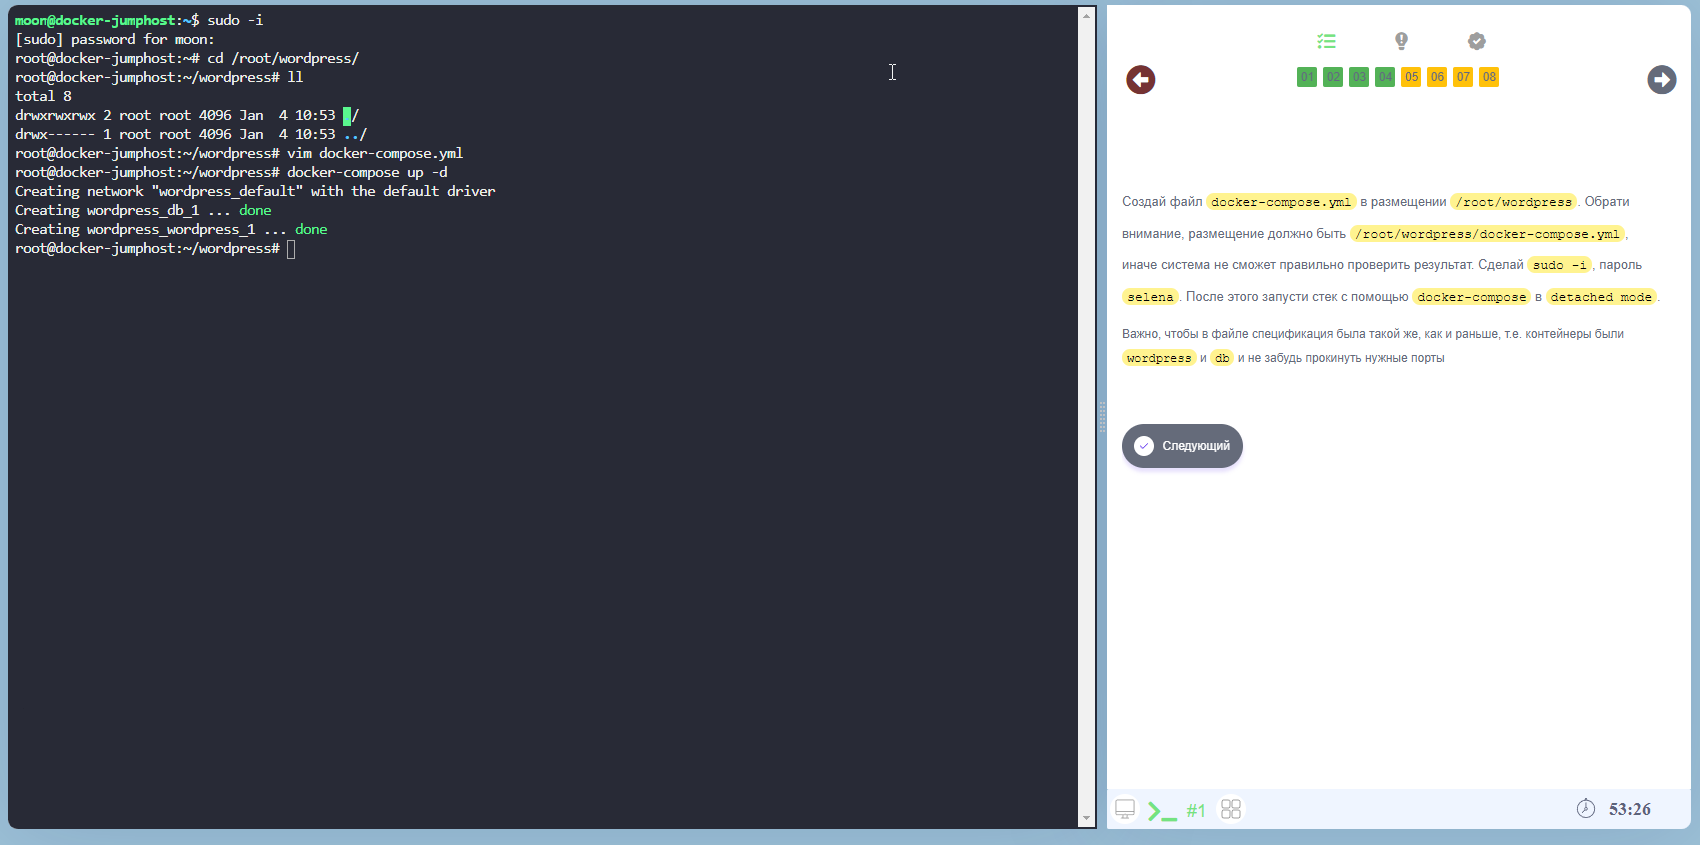 moon@docker-jumphost:~$ sudo -i
[sudo] password for moon:
root@docker-jumphost:~# cd /root/wordpress/
root@docker-jumphost:~/wordpress# ll
total 8
drwxrwxrwx 2 root root 4096 Jan  4 10:53 ./
drwx------ 1 root root 4096 Jan  4 10:53 ../
root@docker-jumphost:~/wordpress# vim docker-compose.yml
root@docker-jumphost:~/wordpress# docker-compose up -d
Creating network "wordpress_default" with the default driver
Creating wordpress_db_1 ... done
Creating wordpress_wordpress_1 ... done
root@docker-jumphost:~/wordpress#
01 02 03 04 05 06 07 08
Создай файл docker-compose.yml в размещении /root/wordpress. Обрати
внимание, размещение должно быть /root/wordpress/docker-compose.yml,
иначе система не сможет правильно проверить результат. Сделай sudo -i, пароль
selena. После этого запусти стек с помощью docker-compose в detached mode.
Важно, чтобы в файле спецификация была такой же, как и раньше, т.е. контейнеры были
wordpress и db и не забудь прокинуть нужные порты
Следующий
#1
53:26